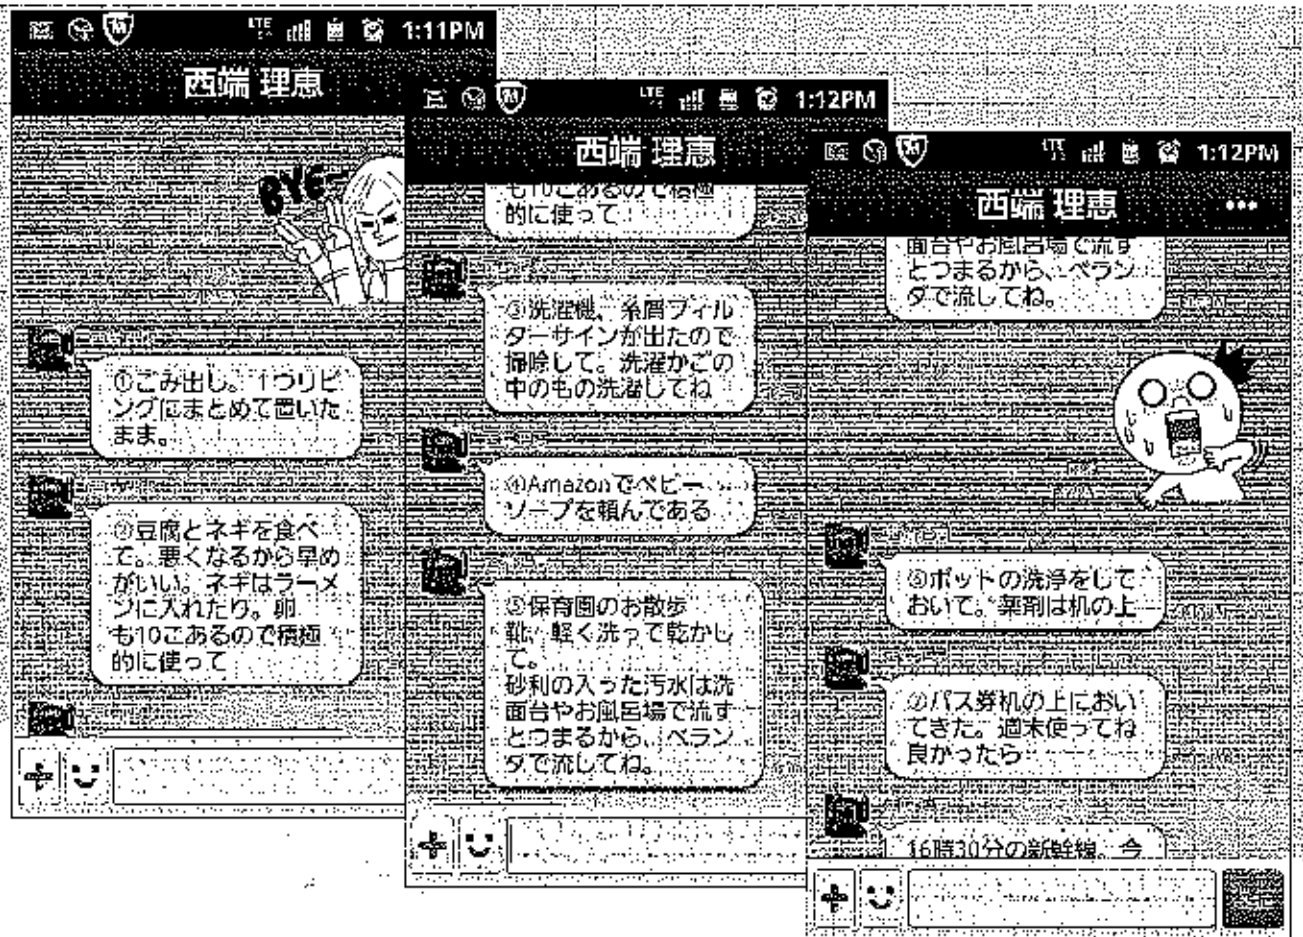 LTE
1:11PM
西端 理恵
BYE~
①ごみ出し。1つリビ
ングにまとめて置いた
まま。
②豆腐とネギを食べ
て。悪くなるから早め
がいい。ネギはラーメ
ンに入れたり。卵
も10こあるので積極
的に使って
LTE
1:12PM
西端 理恵
も10こあるので積極
的に使って
③洗濯機、糸屑フィル
ターサインが出たので
掃除して。洗濯かごの
中のもの洗濯してね
④Amazonでベビー
ソープを頼んである
⑤保育園のお散歩
靴、軽く洗って乾かし
て。
砂利の入った汚水は洗
面台やお風呂場で流す
とつまるから、ベラン
ダで流してね。
LTE
1:12PM
西端 理恵
面台やお風呂場で流す
とつまるから、ベラン
ダで流してね。
⑥ポットの洗浄をして
おいて。薬剤は机の上
⑦パス券机の上におい
てきた。週末使ってね
良かったら
16時30分の新幹線。今